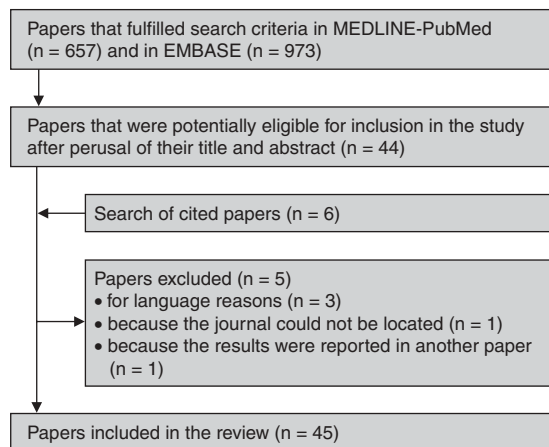 Papers that fulfilled search criteria in MEDLINE-PubMed
(n = 657) and in EMBASE (n = 973)
Papers that were potentially eligible for inclusion in the study
after perusal of their title and abstract (n = 44)
Search of cited papers (n = 6)
Papers excluded (n = 5)
• for language reasons (n = 3)
• because the journal could not be located (n = 1)
• because the results were reported in another paper
(n = 1)
Papers included in the review (n = 45)